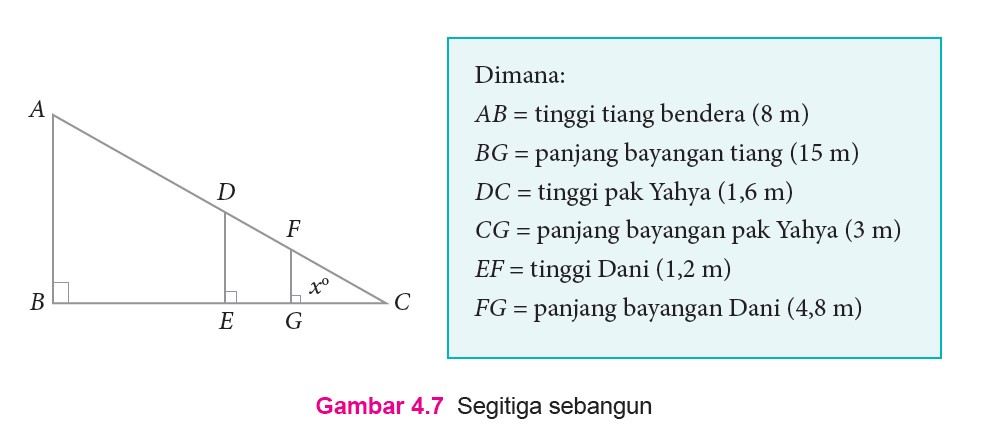 A
D
F
x°
B
E
G
C
Dimana:
AB = tinggi tiang bendera (8 m)
BG = panjang bayangan tiang (15 m)
DC = tinggi pak Yahya (1,6 m)
CG = panjang bayangan pak Yahya (3 m)
EF = tinggi Dani (1,2 m)
FG = panjang bayangan Dani (4,8 m)
Gambar 4.7 Segitiga sebangun